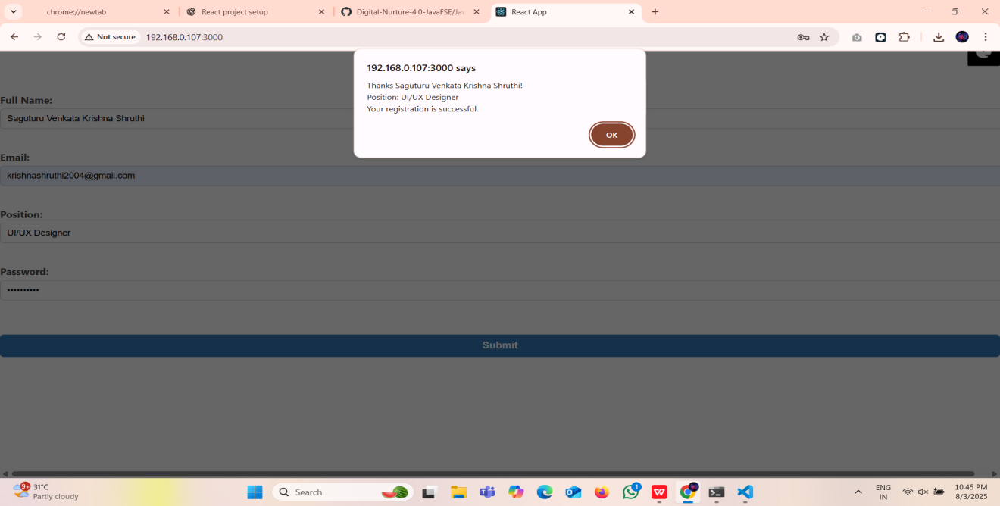 chrome://newtab
React project setup
Digital-Nurture-4.0-JavaFSE/Jav
React App
Not secure
192.168.0.107:3000
192.168.0.107:3000 says
Thanks Saguturu Venkata Krishna Shruthi!
Position: UI/UX Designer
Your registration is successful.
OK
Full Name:
Saguturu Venkata Krishna Shruthi
Email:
krishnashruthi2004@gmail.com
Position:
UI/UX Designer
Password:
••••••••••
Submit
9+
31°C
Partly cloudy
Search
1
ENG
IN
10:45 PM
8/3/2025